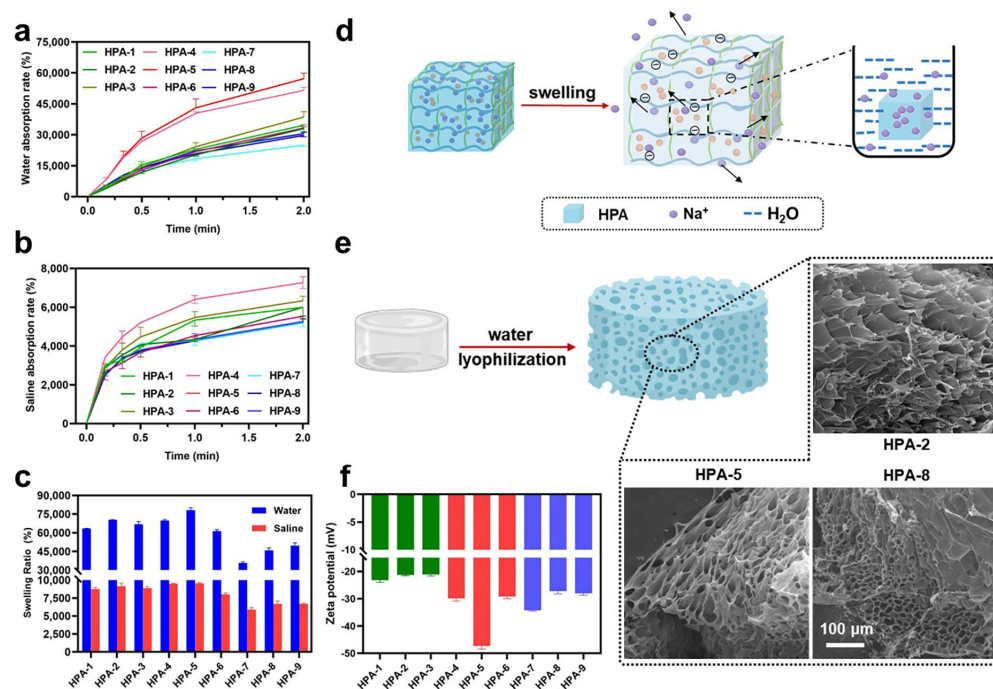 a
75,000
60,000
45,000
30,000
15,000
0
Water absorption rate (%)
HPA-1 HPA-4 HPA-7
HPA-2 HPA-5 HPA-8
HPA-3 HPA-6 HPA-9
0.0 0.5 1.0 1.5 2.0
Time (min)
b
8,000
6,000
4,000
2,000
0
Saline absorption rate (%)
HPA-1 HPA-4 HPA-7
HPA-2 HPA-5 HPA-8
HPA-3 HPA-6 HPA-9
0.0 0.5 1.0 1.5 2.0
Time (min)
c
90,000
75,000
60,000
45,000
30,000
10,000
7,500
5,000
2,500
0
Swelling Ratio (%)
Water
Saline
HPA-1 HPA-2 HPA-3 HPA-4 HPA-5 HPA-6 HPA-7 HPA-8 HPA-9
d
swelling
HPA Na⁺ H₂O
e
water
lyophilization
HPA-2
HPA-5 HPA-8
100 μm
f
0
-5
-10
-20
-30
-40
-50
Zeta potential (mV)
HPA-1 HPA-2 HPA-3 HPA-4 HPA-5 HPA-6 HPA-7 HPA-8 HPA-9